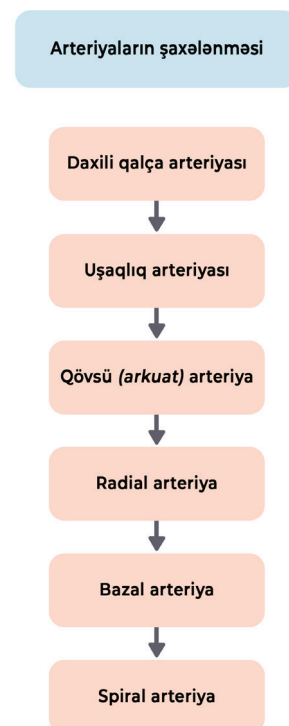 Arteriyaların şaxələnməsi
Daxili qalça arteriyası
Uşaqlıq arteriyası
Qövsü (arkuat) arteriya
Radial arteriya
Bazal arteriya
Spiral arteriya